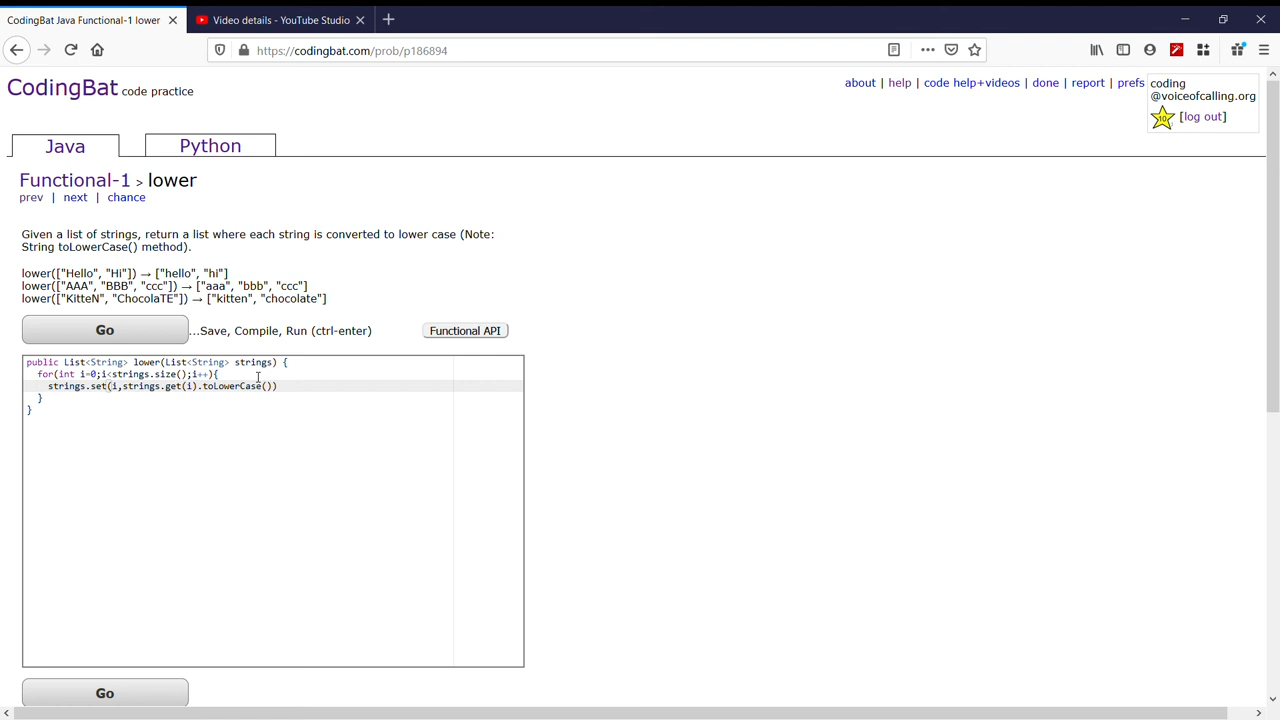 CodingBat Java Functional-1 lower
Video details - YouTube Studio
https://codingbat.com/prob/p186894
CodingBat code practice
about | help | code help+videos | done | report | prefs
coding
@voiceofcalling.org
10
[log out]
Java
Python
Functional-1 > lower
prev | next | chance
Given a list of strings, return a list where each string is converted to lower case (Note:
String toLowerCase() method).
lower(["Hello", "Hi"]) → ["hello", "hi"]
lower(["AAA", "BBB", "ccc"]) → ["aaa", "bbb", "ccc"]
lower(["KitteN", "ChocolaTE"]) → ["kitten", "chocolate"]
Go
...Save, Compile, Run (ctrl-enter)
Functional API
public List<String> lower(List<String> strings) {
for(int i=0;i<strings.size();i++){
strings.set(i,strings.get(i).toLowerCase())
}
}
Go